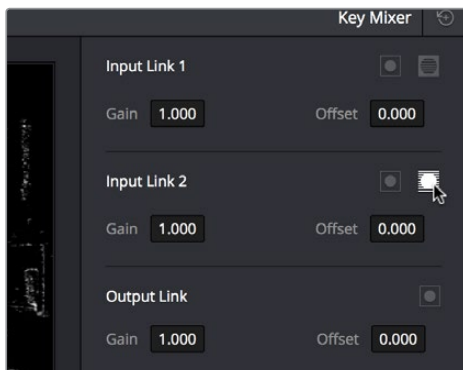 Key Mixer
Input Link 1
Gain 1.000 Offset 0.000
Input Link 2
Gain 1.000 Offset 0.000
Output Link
Gain 1.000 Offset 0.000